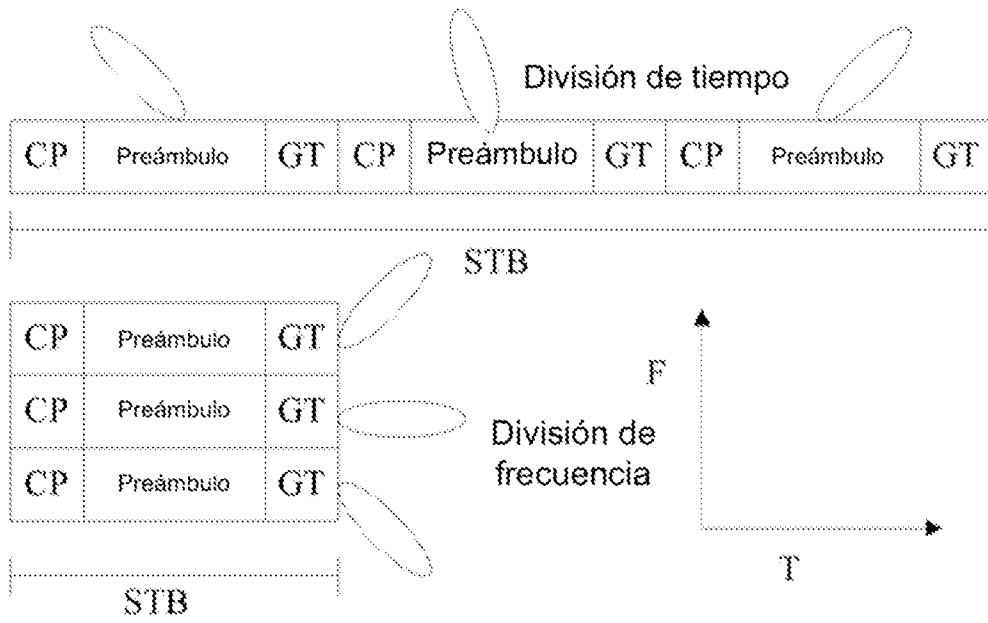 División de tiempo
CP Preámbulo GT CP Preámbulo GT CP Preámbulo GT
STB
CP Preámbulo GT
CP Preámbulo GT
CP Preámbulo GT
División de
frecuencia
STB
F
T